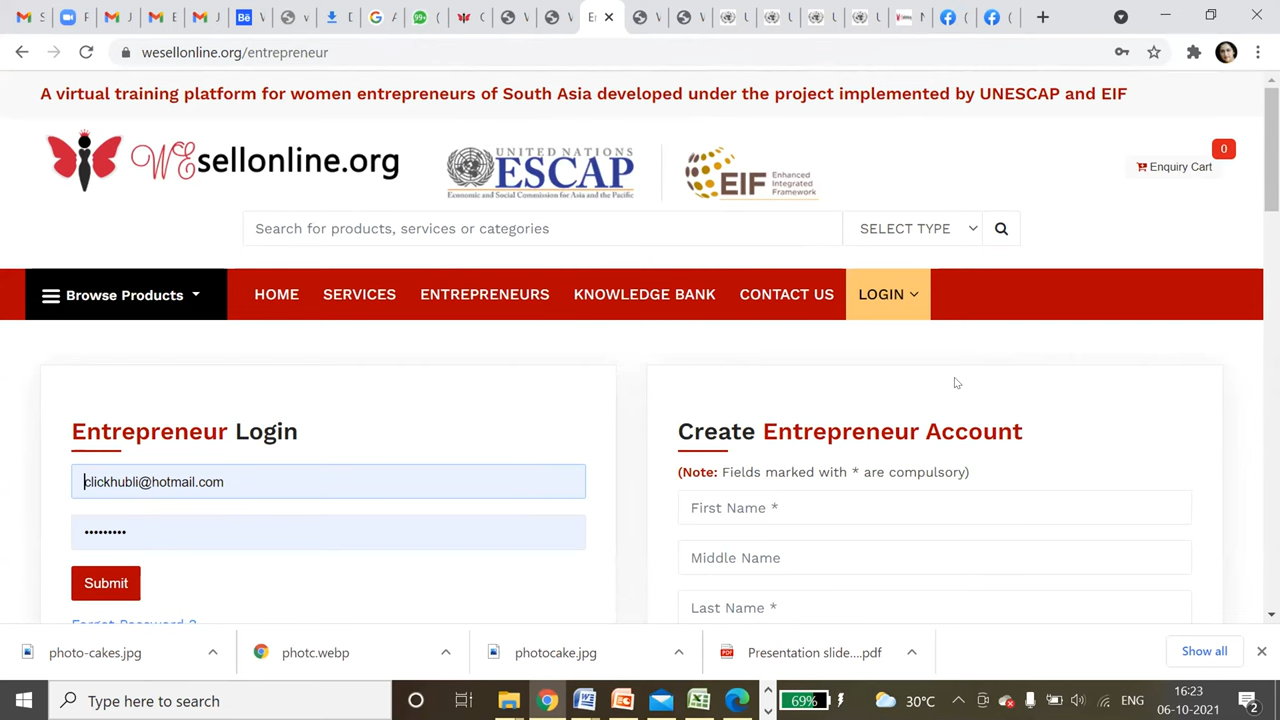 wesellonline.org/entrepreneur
A virtual training platform for women entrepreneurs of South Asia developed under the project implemented by UNESCAP and EIF
WEsellonline.org
UNITED NATIONS
ESCAP
Economic and Social Commission for Asia and the Pacific
EIF Enhanced Integrated Framework
0
Enquiry Cart
Search for products, services or categories
SELECT TYPE
Browse Products
HOME
SERVICES
ENTREPRENEURS
KNOWLEDGE BANK
CONTACT US
LOGIN
Entrepreneur Login
clickhubli@hotmail.com
•••••••••
Submit
Forgot Password ?
Create Entrepreneur Account
(Note: Fields marked with * are compulsory)
First Name *
Middle Name
Last Name *
photo-cakes.jpg
photc.webp
photocake.jpg
Presentation slide....pdf
Show all
Type here to search
69%
30°C
ENG
16:23
06-10-2021
2